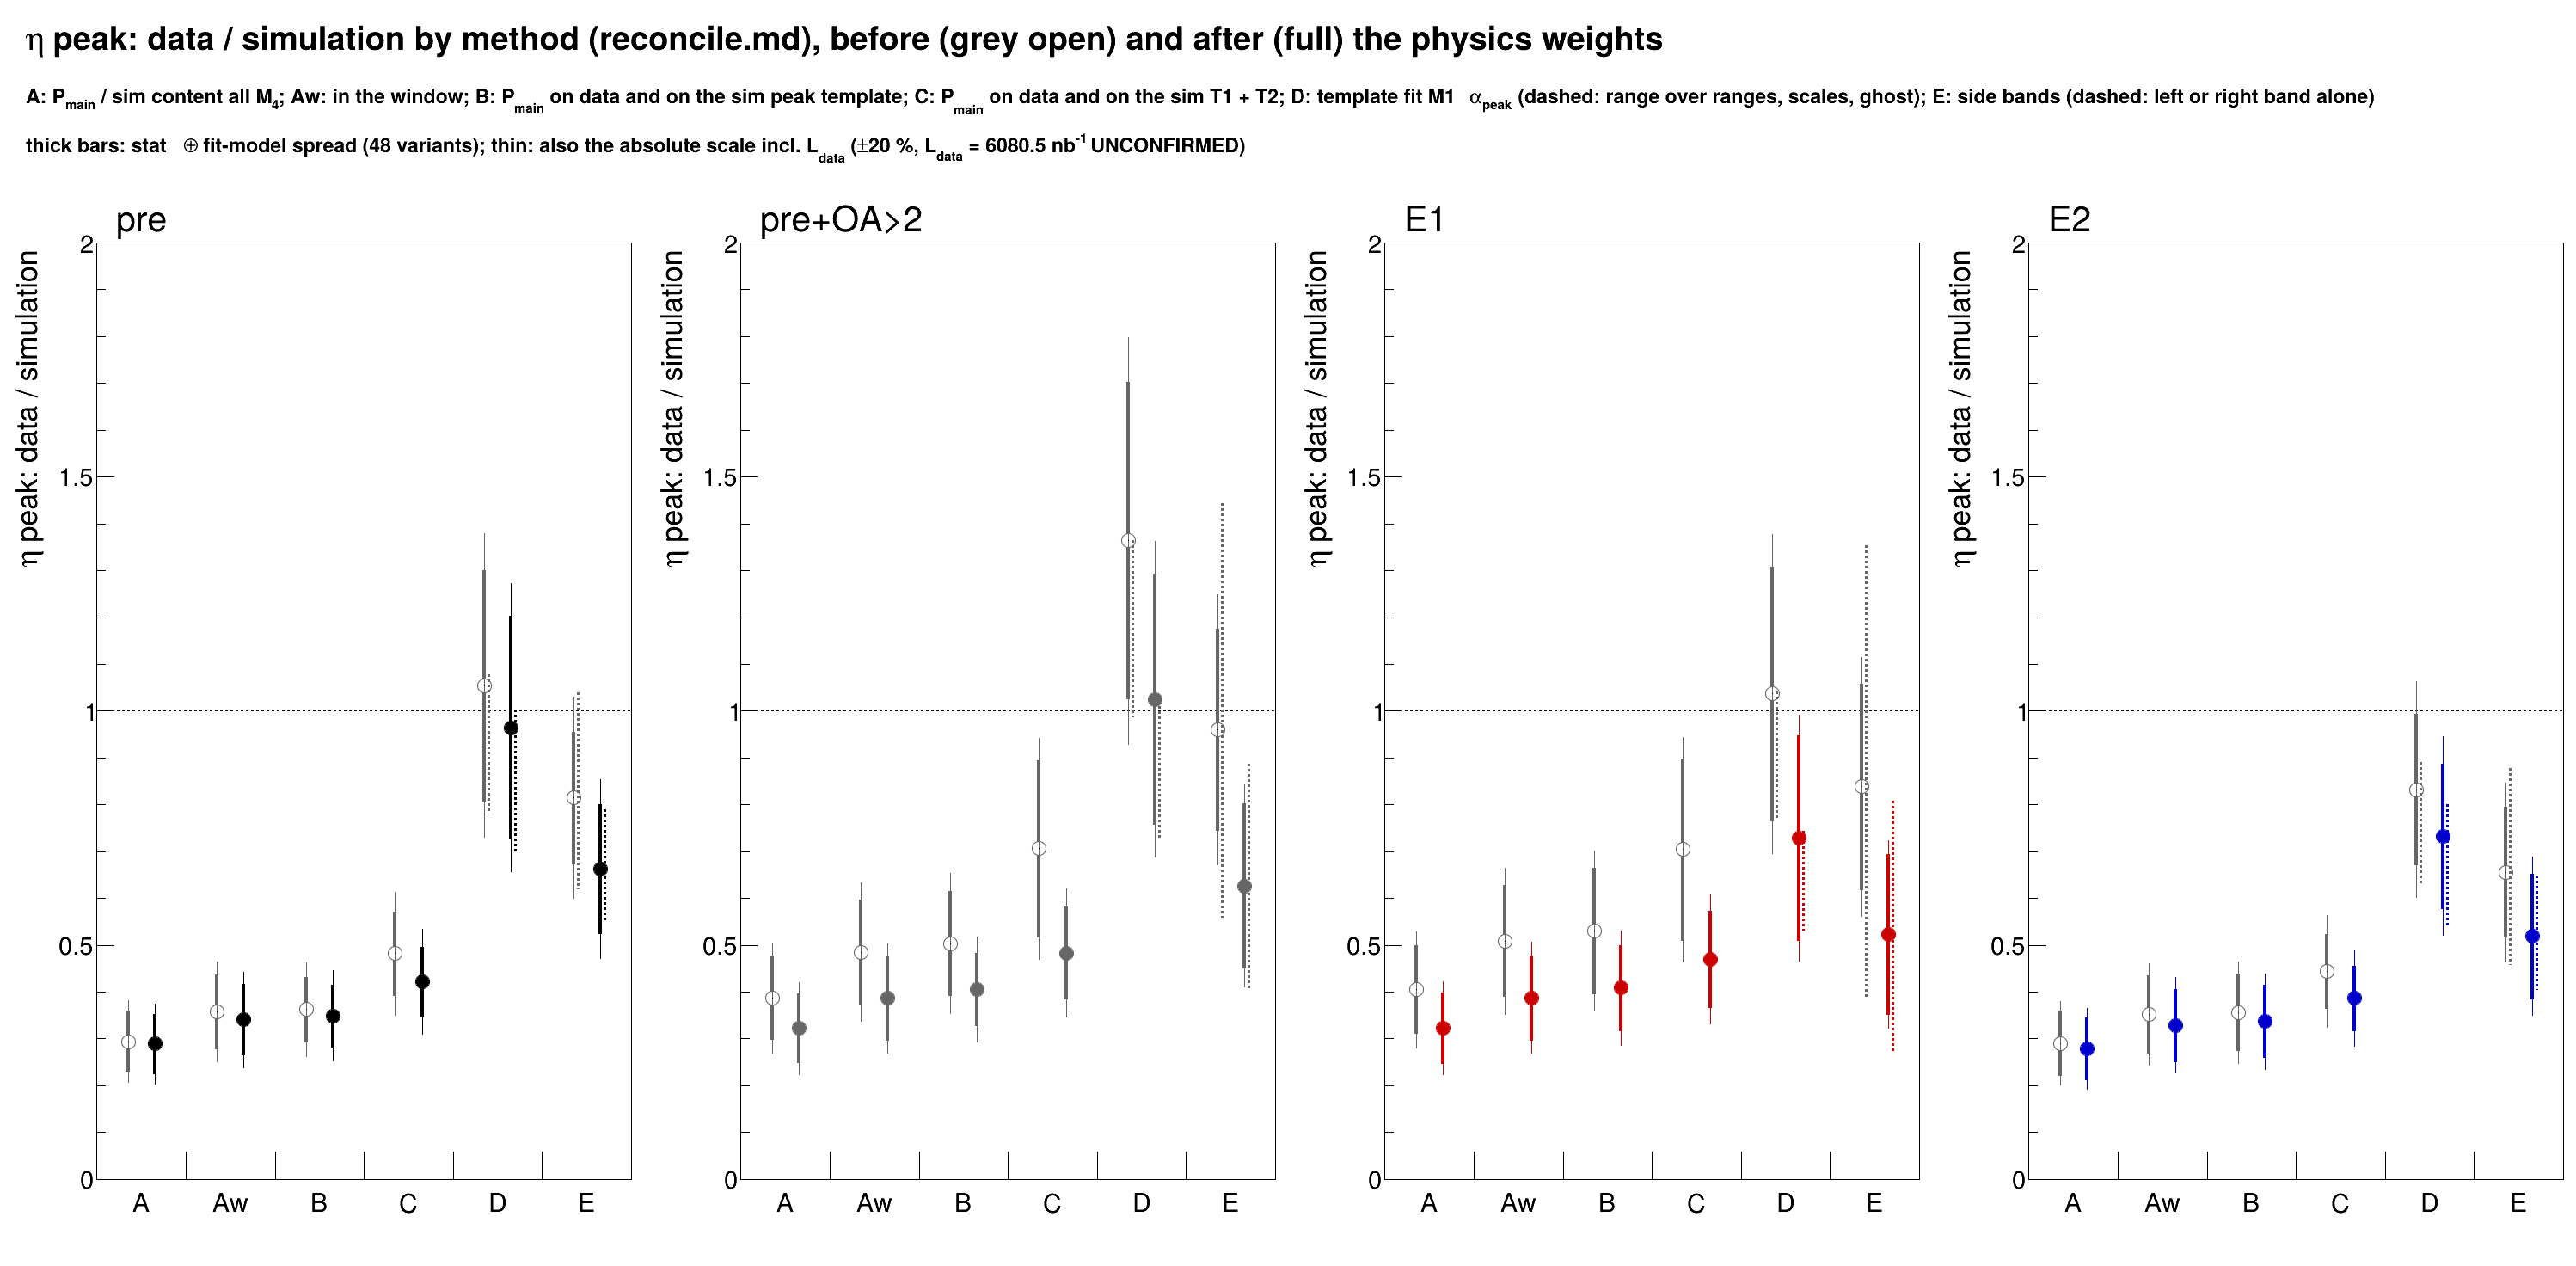 η peak: data / simulation by method (reconcile.md), before (grey open) and after (full) the physics weights
A: Pmain / sim content all M4; Aw: in the window; B: Pmain on data and on the sim peak template; C: Pmain on data and on the sim T1 + T2; D: template fit M1 αpeak (dashed: range over ranges, scales, ghost); E: side bands (dashed: left or right band alone)
thick bars: stat ⊕ fit-model spread (48 variants); thin: also the absolute scale incl. Ldata (±20 %, Ldata = 6080.5 nb-1 UNCONFIRMED)
pre
η peak: data / simulation
2
1.5
1
0.5
0
A Aw B C D E
pre+OA>2
η peak: data / simulation
2
1.5
1
0.5
0
A Aw B C D E
E1
η peak: data / simulation
2
1.5
1
0.5
0
A Aw B C D E
E2
η peak: data / simulation
2
1.5
1
0.5
0
A Aw B C D E